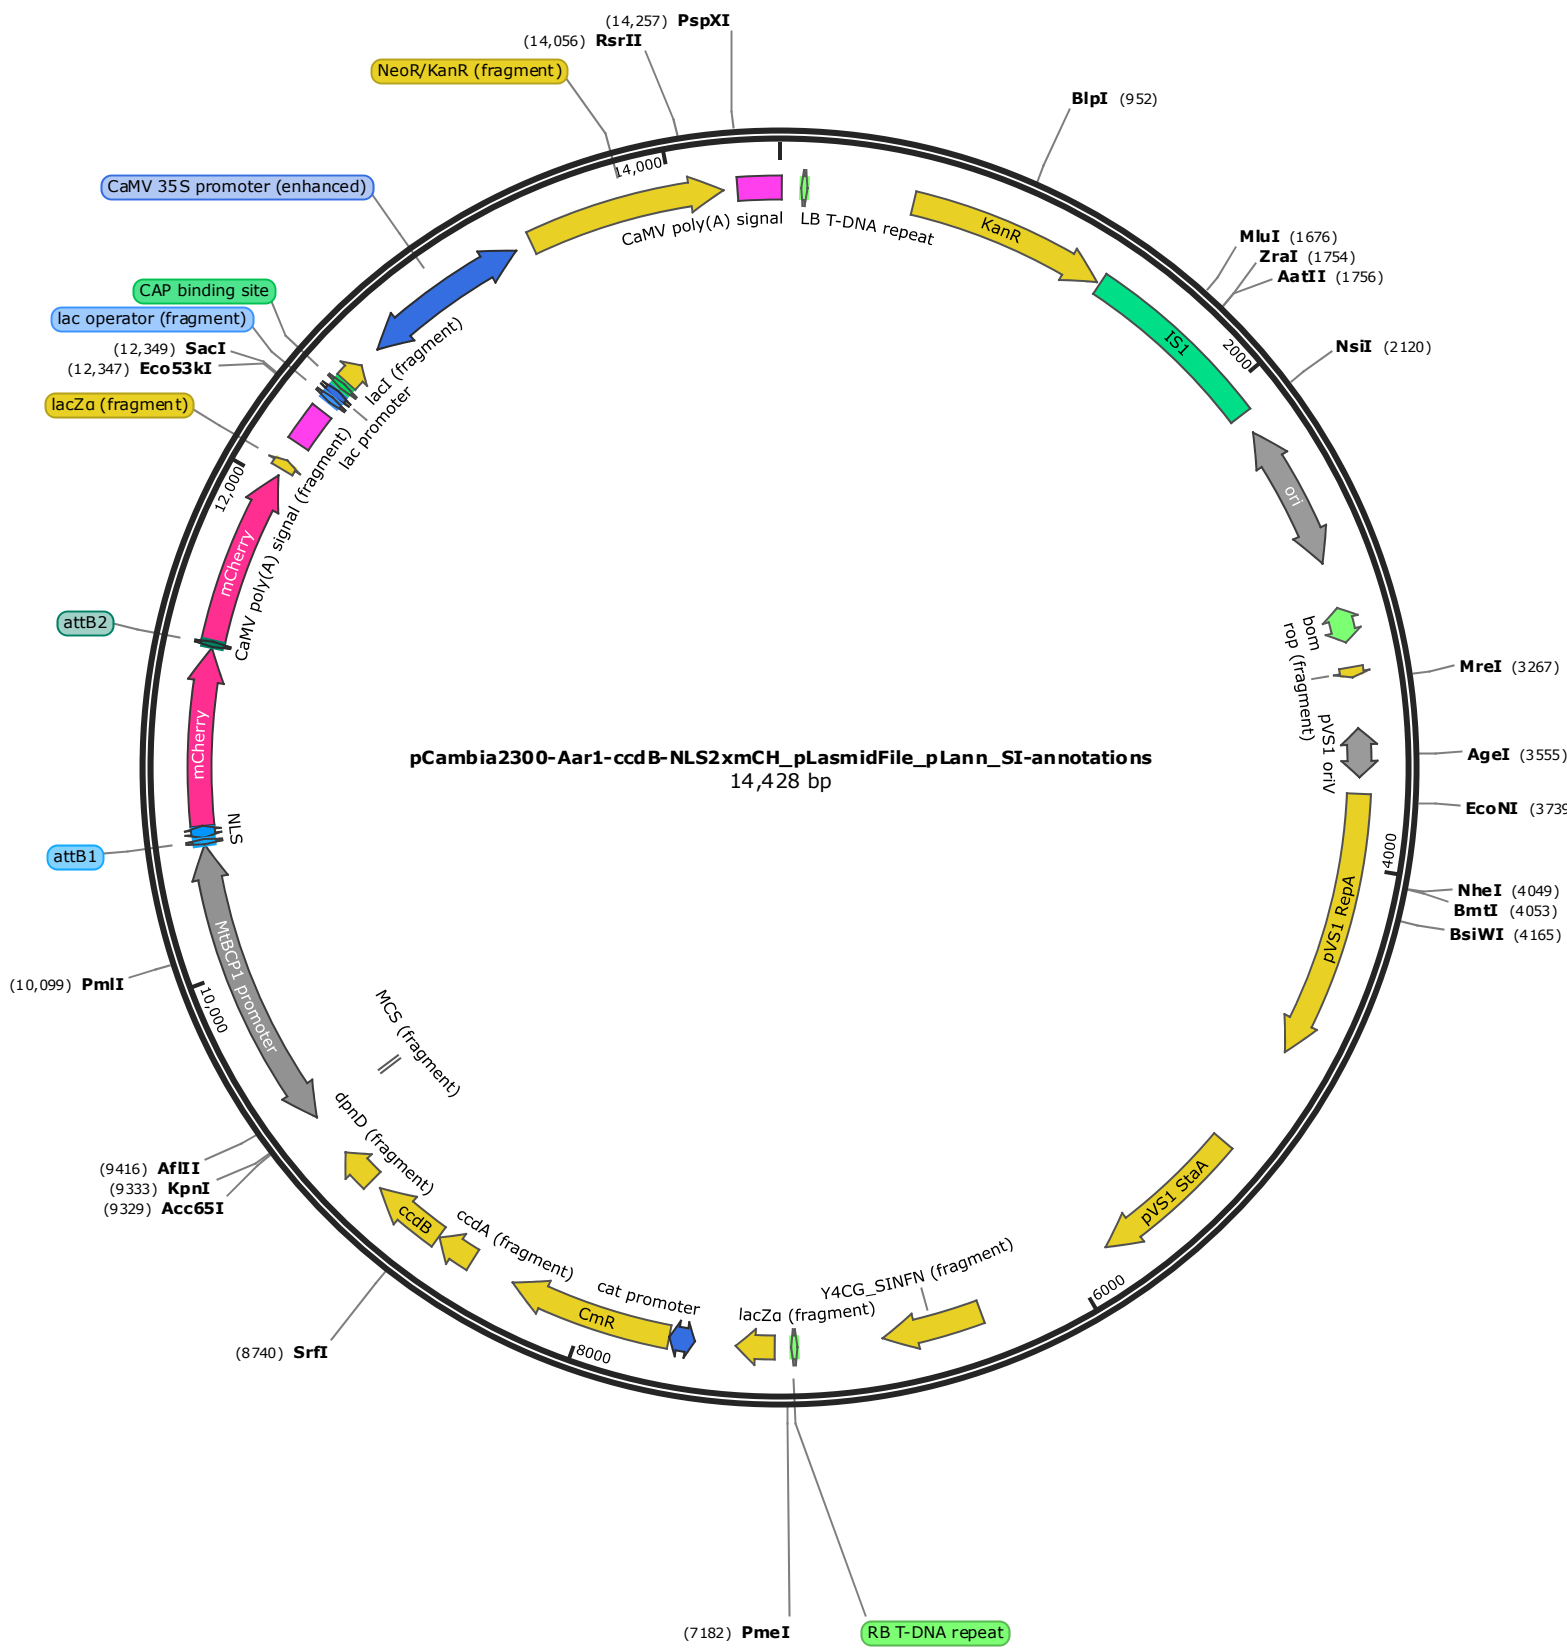 (14,257) PspXI
(14,056) RsrII
NeoR/KanR (fragment)
BlpI (952)
14,000
CaMV 35S promoter (enhanced)
CaMV poly(A) signal
LB T-DNA repeat
KanR
MluI (1676)
ZraI (1754)
AatII (1756)
IS1
2000
NsiI (2120)
CAP binding site
lac operator (fragment)
(12,349) SacI
(12,347) Eco53kI
lacZα (fragment)
lacI (fragment)
lac promoter
CaMV poly(A) signal (fragment)
12,000
mCherry
ori
attB2
bom
rop (fragment)
MreI (3267)
pVS1 oriV
AgeI (3555)
EcoNI (3739
pCambia2300-Aar1-ccdB-NLS2xmCH_pLasmidFile_pLann_SI-annotations
14,428 bp
mCherry
NLS
attB1
4000
NheI (4049)
BmtI (4053)
BsiWI (4165)
pVS1 RepA
MtBCP1 promoter
(10,099) PmlI
10,000
MCS (fragment)
dpnD (fragment)
(9416) AflII
(9333) KpnI
(9329) Acc65I
ccdB
ccdA (fragment)
pVS1 StaA
6000
Y4CG_SINFN (fragment)
cat promoter
lacZα (fragment)
CmR
8000
(8740) SrfI
(7182) PmeI
RB T-DNA repeat